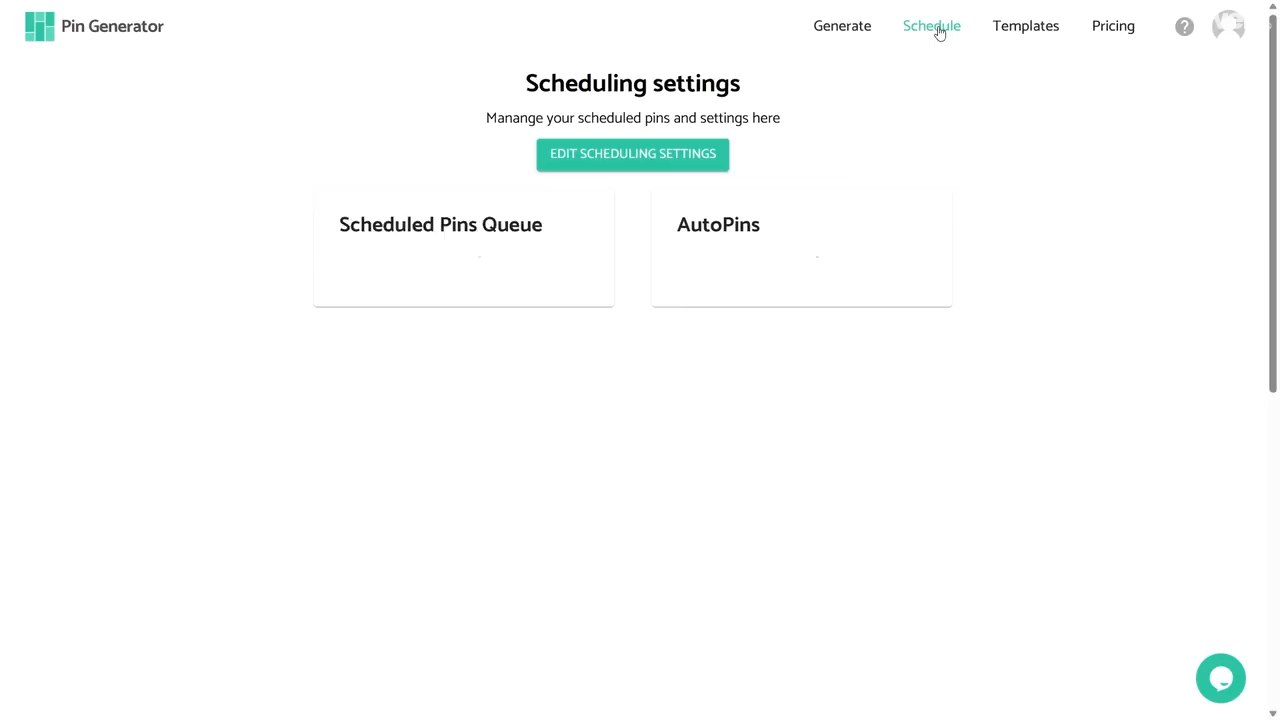 Pin Generator
Generate
Schedule
Templates
Pricing
?
Scheduling settings
Manange your scheduled pins and settings here
EDIT SCHEDULING SETTINGS
Scheduled Pins Queue
AutoPins